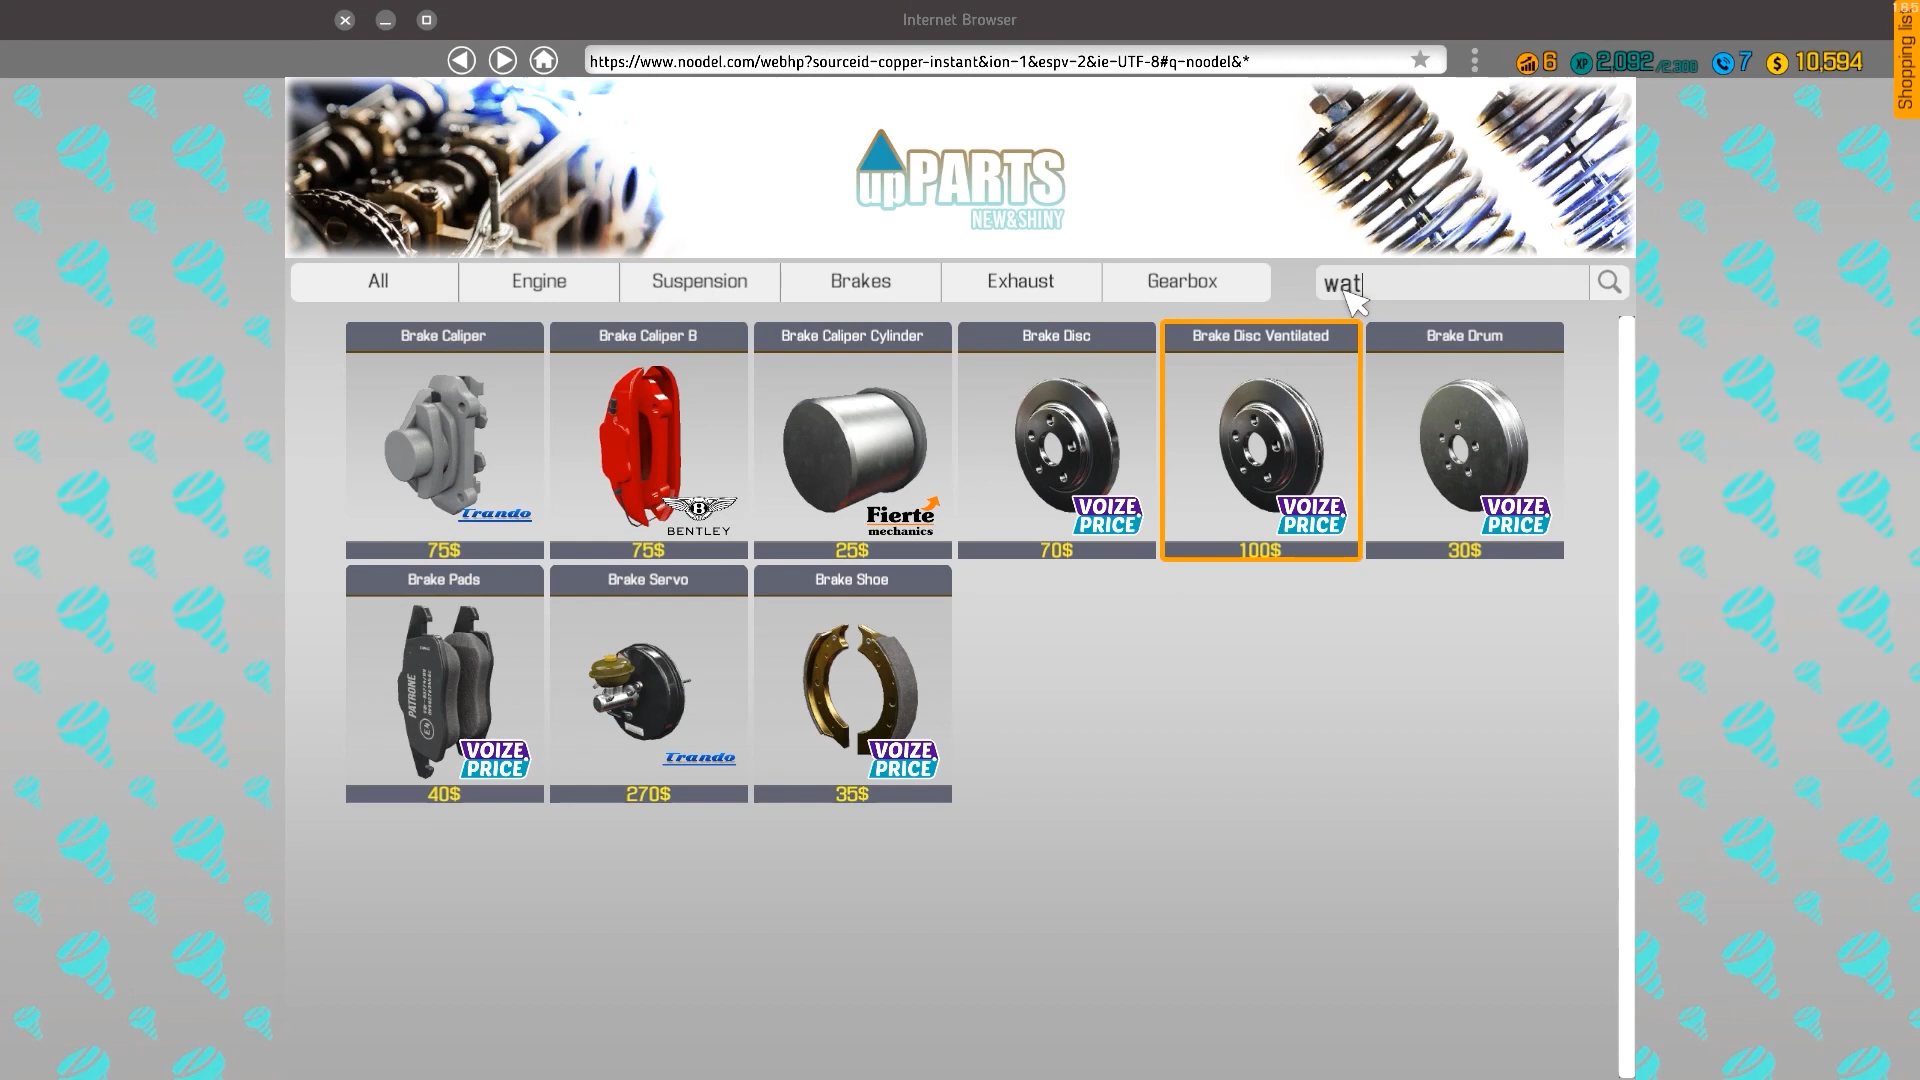 1.8.5
Internet Browser
https://www.noodel.com/webhp?sourceid-copper-instant&ion-1&espv-2&ie-UTF-8#q-noodel&*
6
XP 2,092/2,300
7
$ 10,594
Shopping list
upPARTS
NEW&SHINY
All
Engine
Suspension
Brakes
Exhaust
Gearbox
wat
Brake Caliper
Brake Caliper B
Brake Caliper Cylinder
Brake Disc
Brake Disc Ventilated
Brake Drum
Trando
B
BENTLEY
Fierte
mechanics
VOIZE
PRICE
VOIZE
PRICE
VOIZE
PRICE
75$
75$
25$
70$
100$
30$
Brake Pads
Brake Servo
Brake Shoe
PATRONE
VOIZE
PRICE
Trando
VOIZE
PRICE
40$
270$
35$